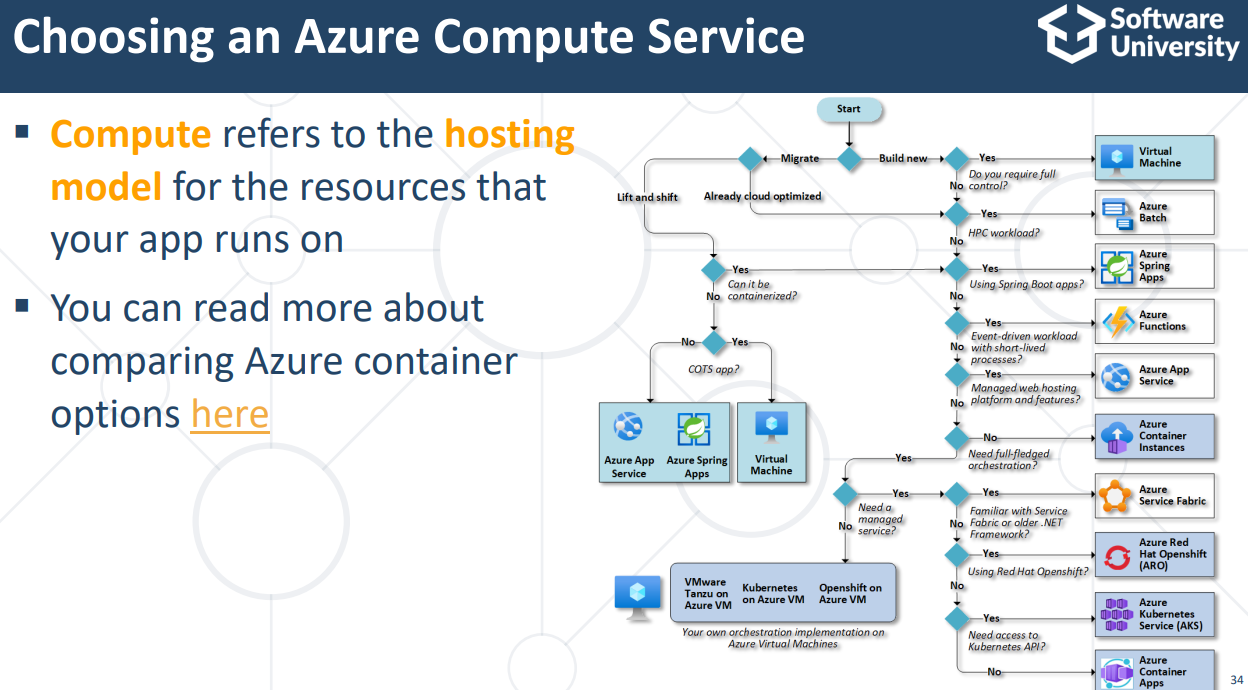 Choosing an Azure Compute Service
Software
University
▪ Compute refers to the hosting
model for the resources that
your app runs on
▪ You can read more about
comparing Azure container
options here
Start
Migrate
Build new
Yes
Virtual
Machine
Do you require full
control?
No
Lift and shift
Already cloud optimized
Yes
Azure
Batch
HPC workload?
No
Yes
Can it be
containerized?
No
Yes
Azure
Spring
Apps
Using Spring Boot apps?
No
Yes
Azure
Functions
Event-driven workload
with short-lived
processes?
No
No
Yes
COTS app?
Yes
Azure App
Service
Managed web hosting
platform and features?
No
Azure App
Service
Azure Spring
Apps
Virtual
Machine
No
Azure
Container
Instances
Need full-fledged
orchestration?
Yes
Yes
Need a
managed
service?
No
Yes
Azure
Service Fabric
Familiar with Service
Fabric or older .NET
Framework?
No
Yes
Azure Red
Hat Openshift
(ARO)
Using Red Hat Openshift?
No
VMware
Tanzu on
Azure VM
Kubernetes
on Azure VM
Openshift on
Azure VM
Your own orchestration implementation on
Azure Virtual Machines
Yes
Azure
Kubernetes
Service (AKS)
Need access to
Kubernetes API?
No
Azure
Container
Apps
34